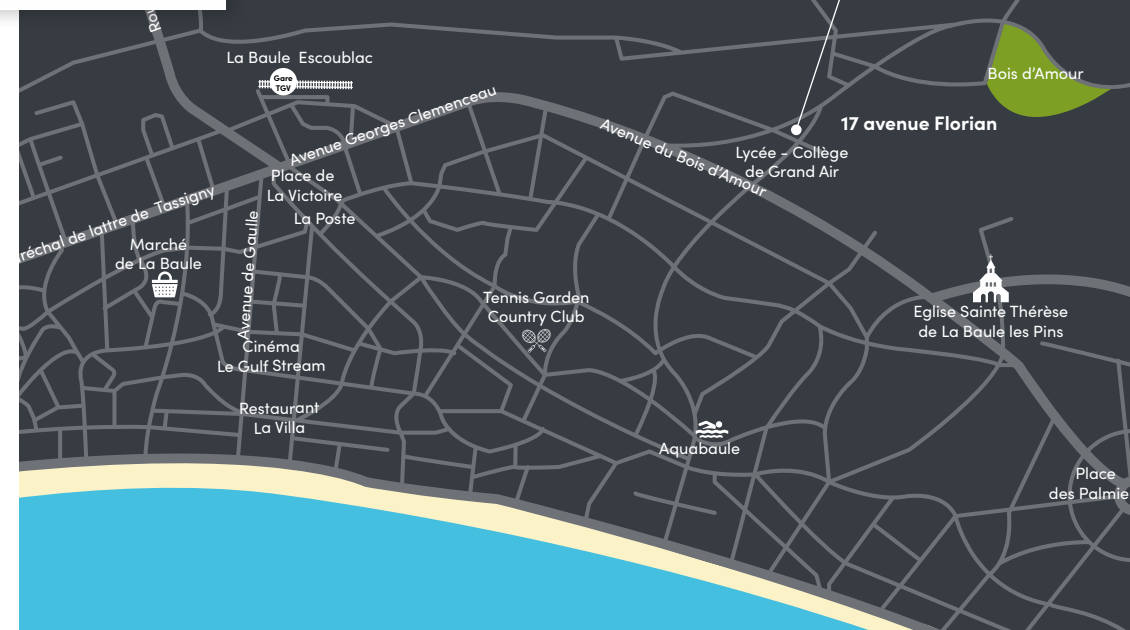 Rou
La Baule Escoublac
Gare
TGV
Bois d'Amour
Avenue Georges Clemenceau
Avenue du Bois d'Amour
17 avenue Florian
Lycée - Collège
de Grand Air
Place de
La Victoire
La Poste
réchal de lattre de Tassigny
Avenue de Gaulle
Marché
de La Baule
Tennis Garden
Country Club
Eglise Sainte Thérèse
de La Baule les Pins
Cinéma
Le Gulf Stream
Restaurant
La Villa
Aquabaule
Place
des Palmie